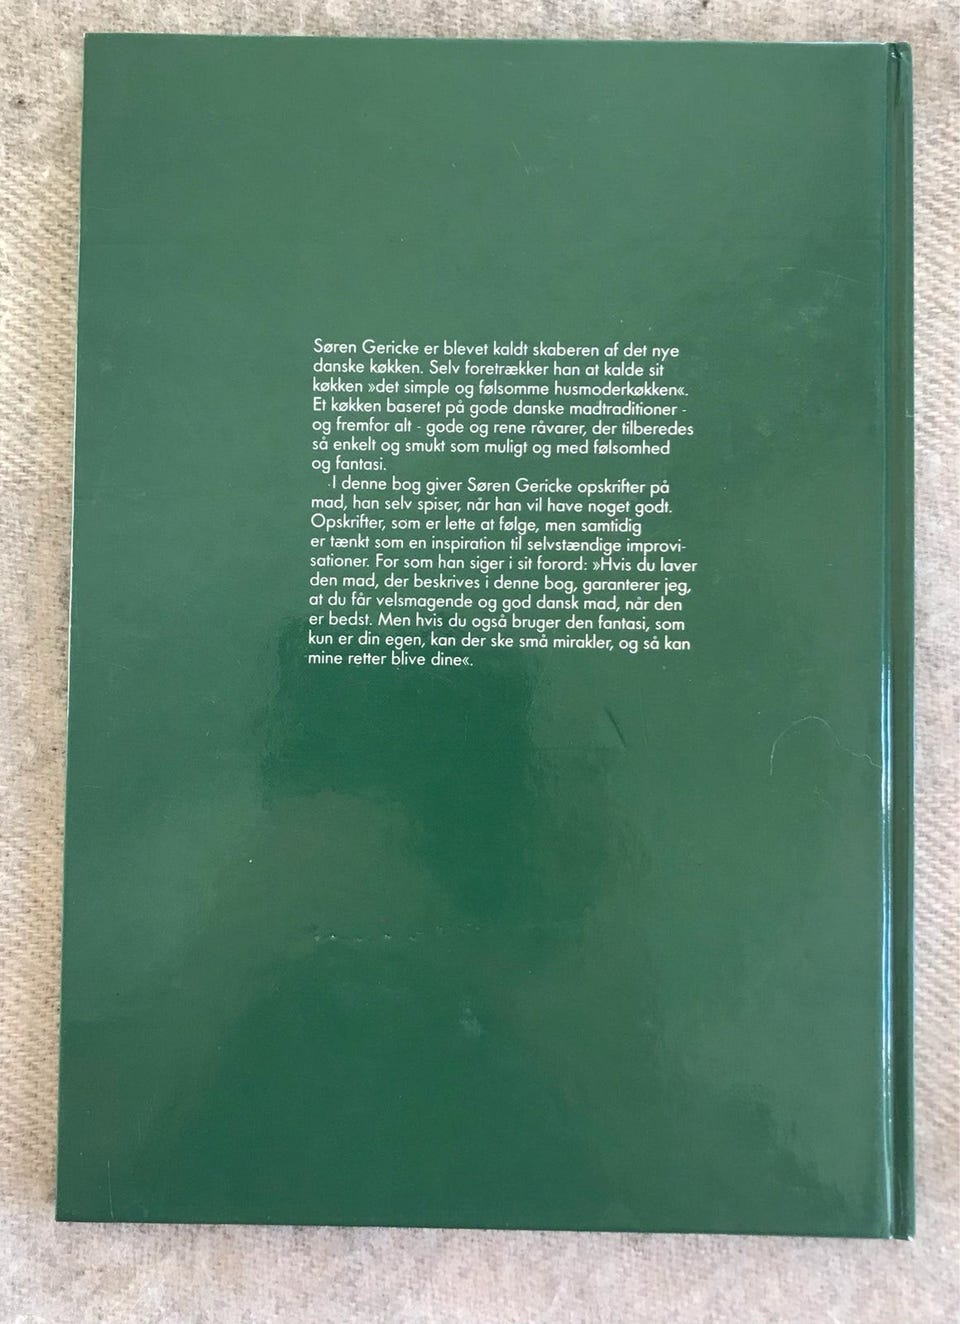 Søren Gericke er blevet kaldt skaberen af det nye
danske køkken. Selv foretrækker han at kalde sit
køkken »det simple og følsomme husmoderkøkken«.
Et køkken baseret på gode danske madtraditioner -
og fremfor alt - gode og rene råvarer, der tilberedes
så enkelt og smukt som muligt og med følsomhed
og fantasi.
I denne bog giver Søren Gericke opskrifter på
mad, han selv spiser, når han vil have noget godt.
Opskrifter, som er lette at følge, men samtidig
er tænkt som en inspiration til selvstændige improvi-
sationer. For som han siger i sit forord: »Hvis du laver
den mad, der beskrives i denne bog, garanterer jeg,
at du får velsmagende og god dansk mad, når den
er bedst. Men hvis du også bruger den fantasi, som
kun er din egen, kan der ske små mirakler, og så kan
mine retter blive dine«.